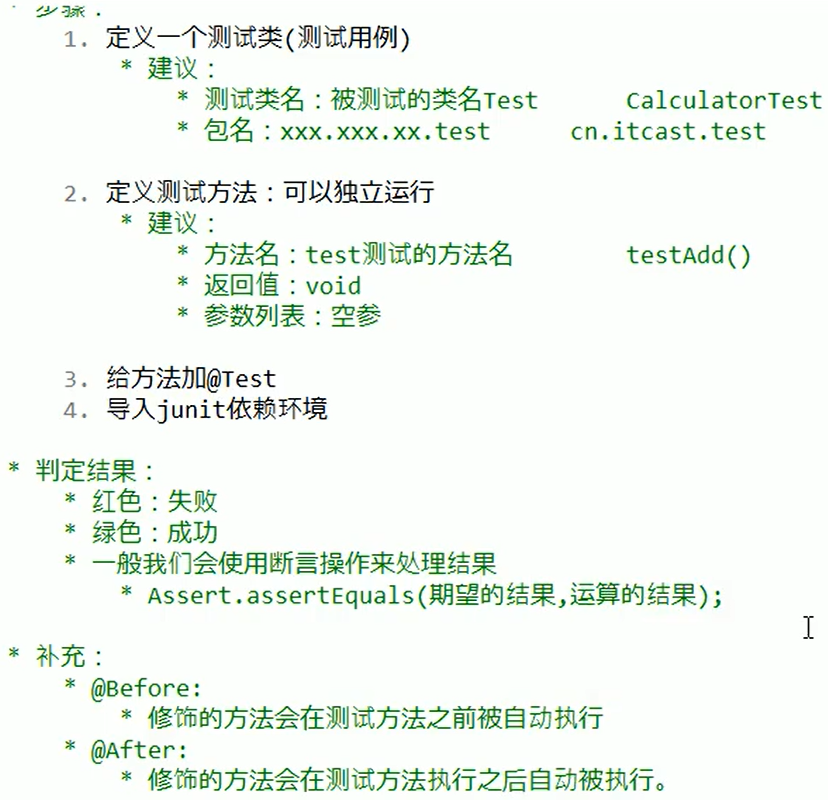 * 步骤：
1. 定义一个测试类(测试用例)
* 建议：
* 测试类名：被测试的类名Test CalculatorTest
* 包名：xxx.xxx.xx.test cn.itcast.test
2. 定义测试方法：可以独立运行
* 建议：
* 方法名：test测试的方法名 testAdd()
* 返回值：void
* 参数列表：空参
3. 给方法加@Test
4. 导入junit依赖环境
* 判定结果：
* 红色：失败
* 绿色：成功
* 一般我们会使用断言操作来处理结果
* Assert.assertEquals(期望的结果,运算的结果);
* 补充：
* @Before:
* 修饰的方法会在测试方法之前被自动执行
* @After:
* 修饰的方法会在测试方法执行之后自动被执行。